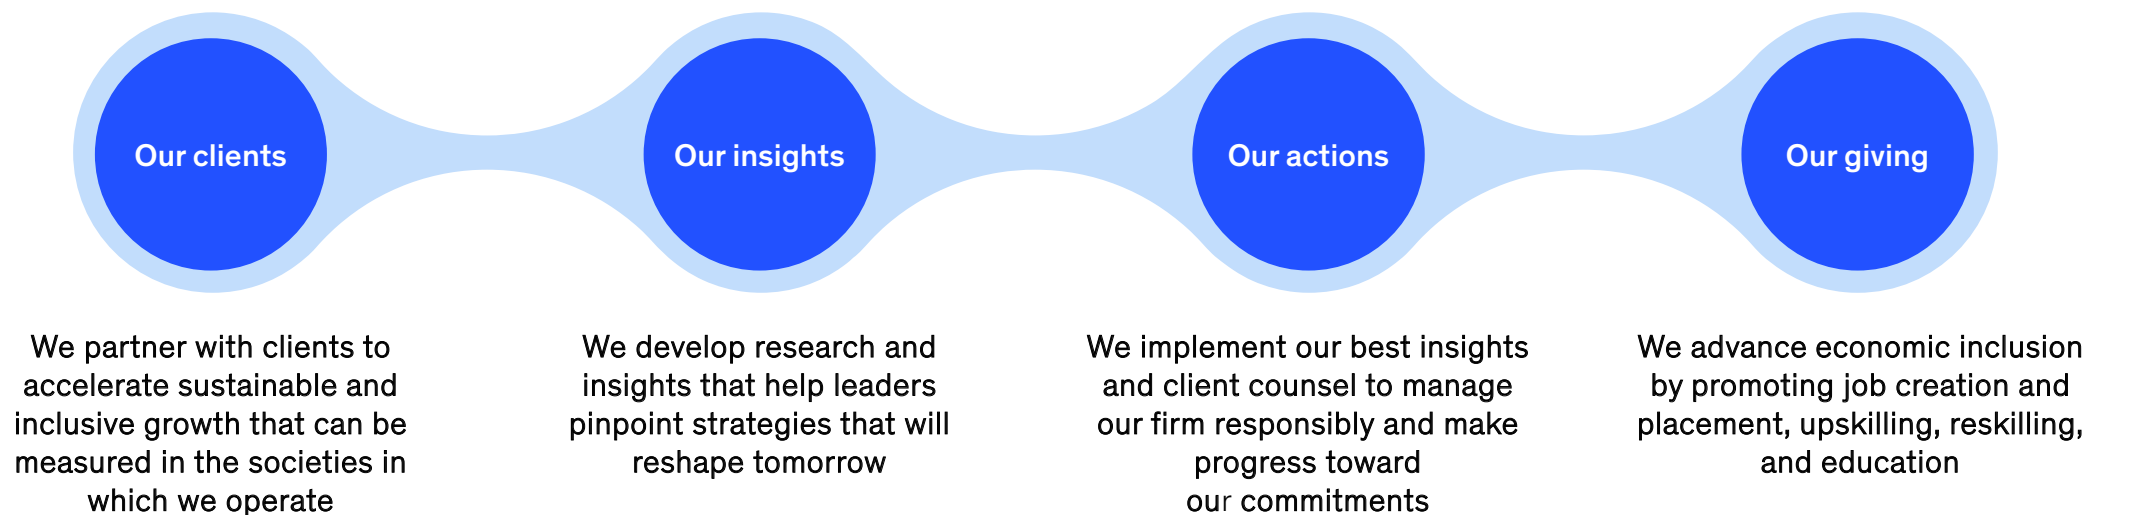 Our clients
Our insights
Our actions
Our giving
We partner with clients to
accelerate sustainable and
inclusive growth that can be
measured in the societies in
which we operate
We develop research and
insights that help leaders
pinpoint strategies that will
reshape tomorrow
We implement our best insights
and client counsel to manage
our firm responsibly and make
progress toward
our commitments
We advance economic inclusion
by promoting job creation and
placement, upskilling, reskilling,
and education